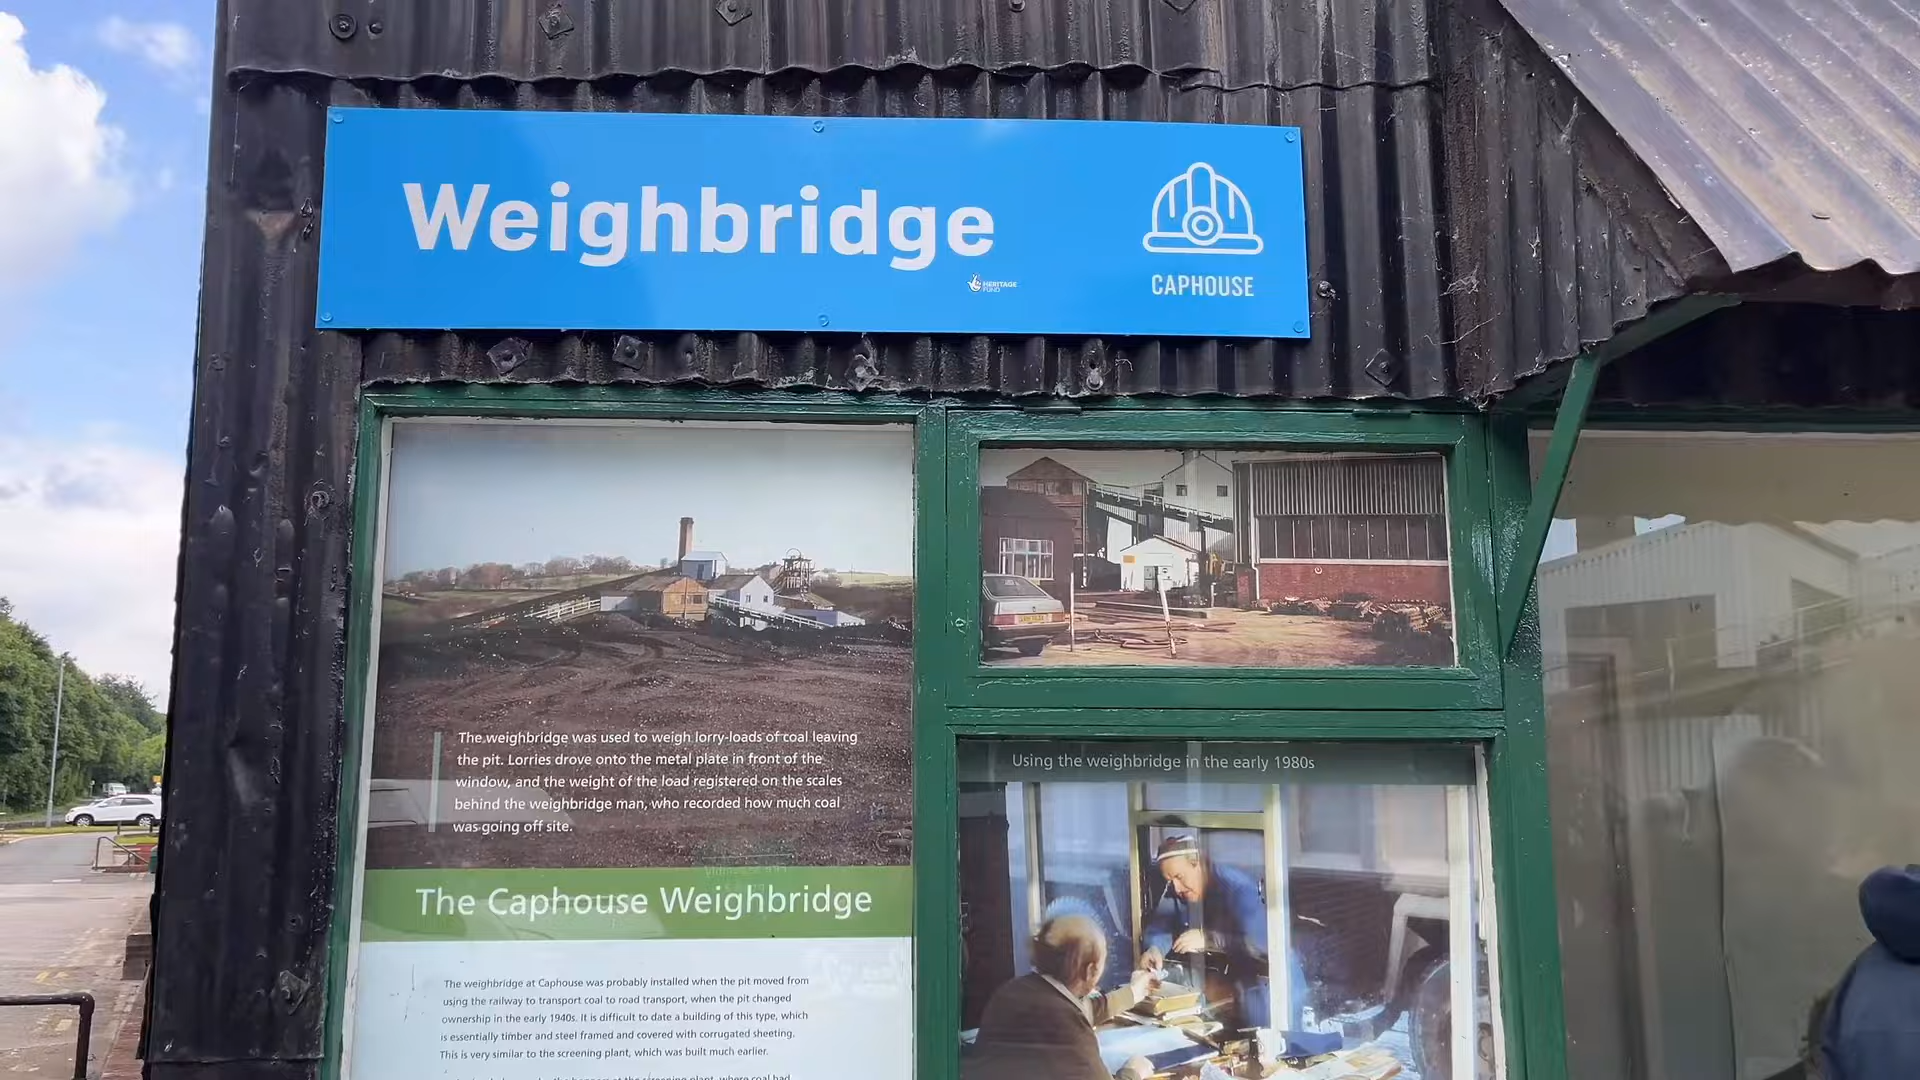 Weighbridge
HERITAGE
FUND
CAPHOUSE
The weighbridge was used to weigh lorry-loads of coal leaving
the pit. Lorries drove onto the metal plate in front of the
window, and the weight of the load registered on the scales
behind the weighbridge man, who recorded how much coal
was going off site.
The Caphouse Weighbridge
The weighbridge at Caphouse was probably installed when the pit moved from
using the railway to transport coal to road transport, when the pit changed
ownership in the early 1940s. It is difficult to date a building of this type, which
is essentially timber and steel framed and covered with corrugated sheeting.
This is very similar to the screening plant, which was built much earlier.
screening plant, where coal had
Using the weighbridge in the early 1980s